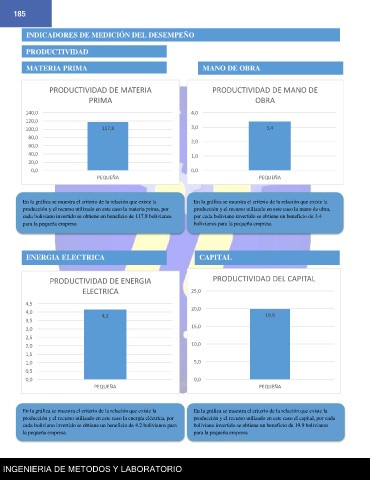 185
INDICADORES DE MEDICIÓN DEL DESEMPEÑO
PRODUCTIVIDAD
MATERIA PRIMA
PRODUCTIVIDAD DE MATERIA
PRIMA
140,0
120,0
100,0
80,0
60,0
40,0
20,0
0,0
117,8
PEQUEÑA
En la gráfica se muestra el criterio de la relación que existe la
producción y el recurso utilizado en este caso la materia prima, por
cada boliviano invertido se obtiene un beneficio de 117.8 bolivianos
para la pequeña empresa.
MANO DE OBRA
PRODUCTIVIDAD DE MANO DE
OBRA
4,0
3,0
2,0
1,0
0,0
3,4
PEQUEÑA
En la gráfica se muestra el criterio de la relación que existe la
producción y el recurso utilizado en este caso la mano de obra,
por cada boliviano invertido se obtiene un beneficio de 3.4
bolivianos para la pequeña empresa.
ENERGIA ELECTRICA
PRODUCTIVIDAD DE ENERGIA
ELECTRICA
4,5
4,0
3,5
3,0
2,5
2,0
1,5
1,0
0,5
0,0
4,2
PEQUEÑA
En la gráfica se muestra el criterio de la relación que existe la
producción y el recurso utilizado en este caso la energía eléctrica, por
cada boliviano invertido se obtiene un beneficio de 4.2 bolivianos para
la pequeña empresa.
CAPITAL
PRODUCTIVIDAD DEL CAPITAL
25,0
20,0
15,0
10,0
5,0
0,0
19,9
PEQUEÑA
En la gráfica se muestra el criterio de la relación que existe la
producción y el recurso utilizado en este caso el capital, por cada
boliviano invertido se obtiene un beneficio de 19.9 bolivianos
para la pequeña empresa.
INGENIERIA DE METODOS Y LABORATORIO